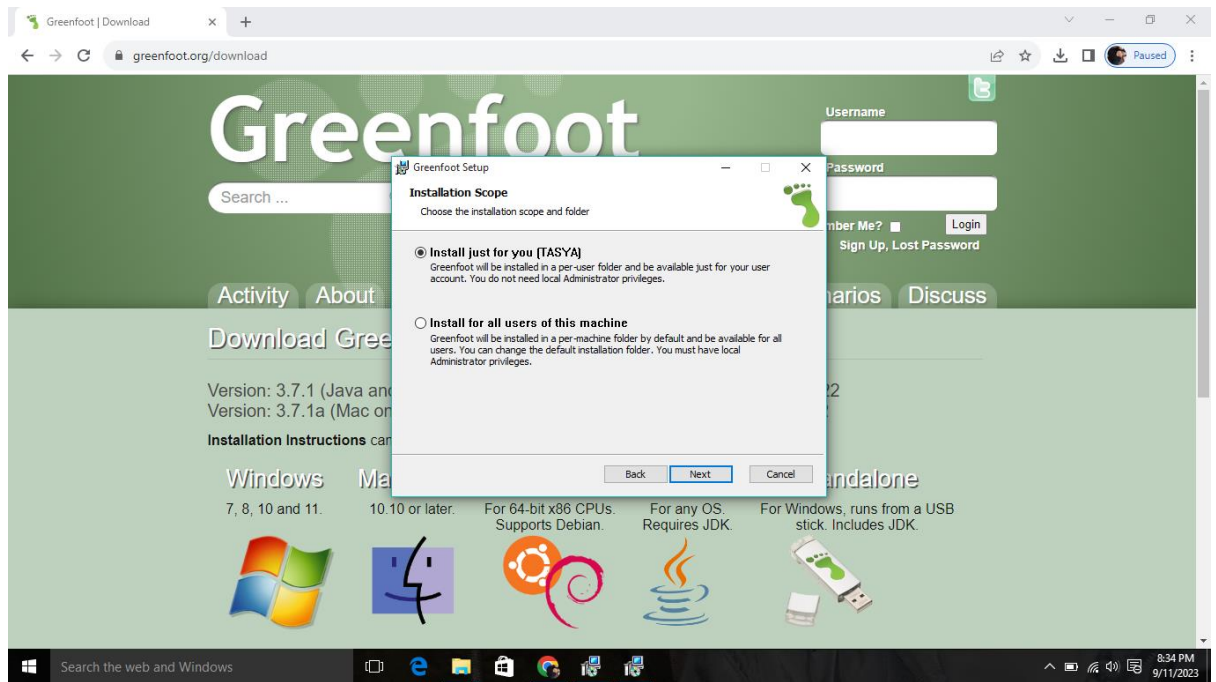 Greenfoot | Download
greenfoot.org/download
Paused
Greenfoot
Username
Password
Search ...
mber Me?
Login
Sign Up, Lost Password
Activity
About
arios
Discuss
Greenfoot Setup
Installation Scope
Choose the installation scope and folder
Install just for you (TASYA)
Greenfoot will be installed in a per-user folder and be available just for your user
account. You do not need local Administrator privileges.
Install for all users of this machine
Greenfoot will be installed in a per-machine folder by default and be available for all
users. You can change the default installation folder. You must have local
Administrator privileges.
Back
Next
Cancel
Download Gree
Version: 3.7.1 (Java and
Version: 3.7.1a (Mac on
Installation Instructions can
Windows
Ma
ndalone
7, 8, 10 and 11.
10.10 or later.
For 64-bit x86 CPUs.
Supports Debian.
For any OS.
Requires JDK.
For Windows, runs from a USB
stick. Includes JDK.
Search the web and Windows
8:34 PM
9/11/2023